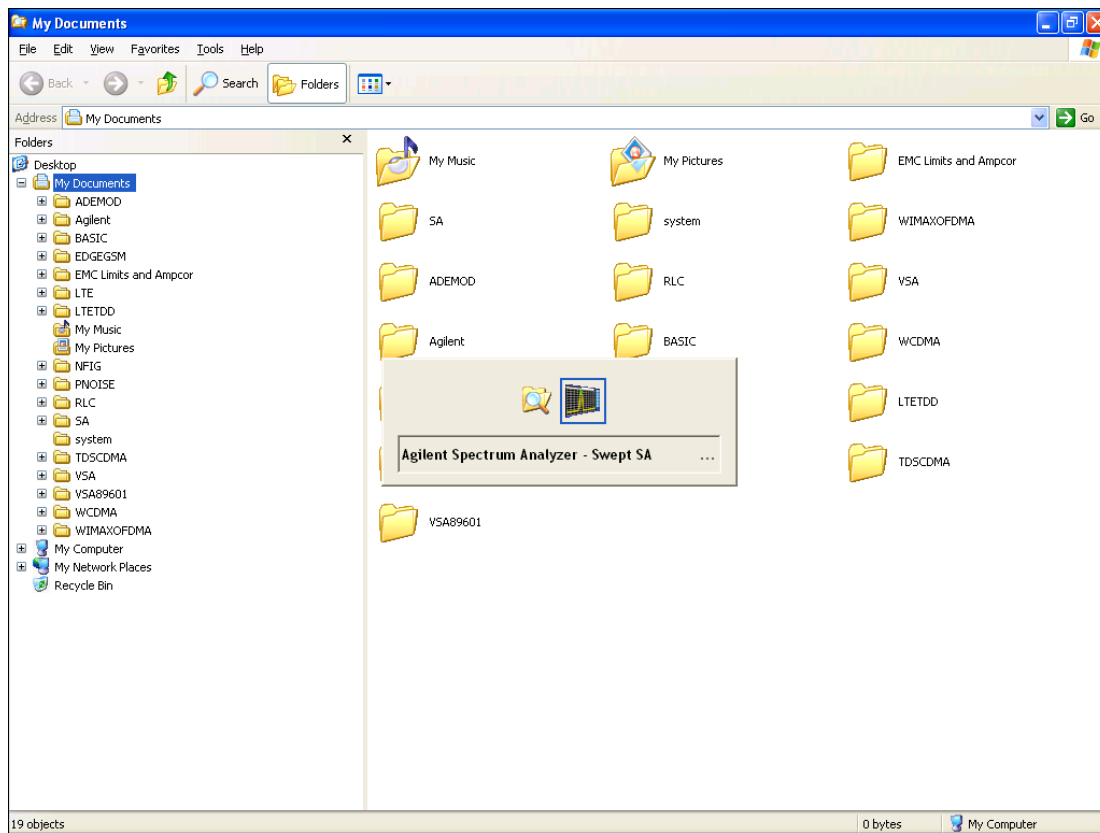 My Documents
File Edit View Favorites Tools Help
Back Search Folders
Address My Documents Go
Folders
Desktop
My Documents
ADEMOD
Agilent
BASIC
EDGEGSM
EMC Limits and Ampcor
LTE
LTETDD
My Music
My Pictures
NFIG
PNOISE
RLC
SA
system
TDSCDMA
VSA
VSA89601
WCDMA
WIMAXOFDMA
My Computer
My Network Places
Recycle Bin
My Music My Pictures EMC Limits and Ampcor
SA system WIMAXOFDMA
ADEMOD RLC VSA
Agilent BASIC WCDMA
LTETDD
Agilent Spectrum Analyzer - Swept SA ...
TDSCDMA
VSA89601
19 objects 0 bytes My Computer